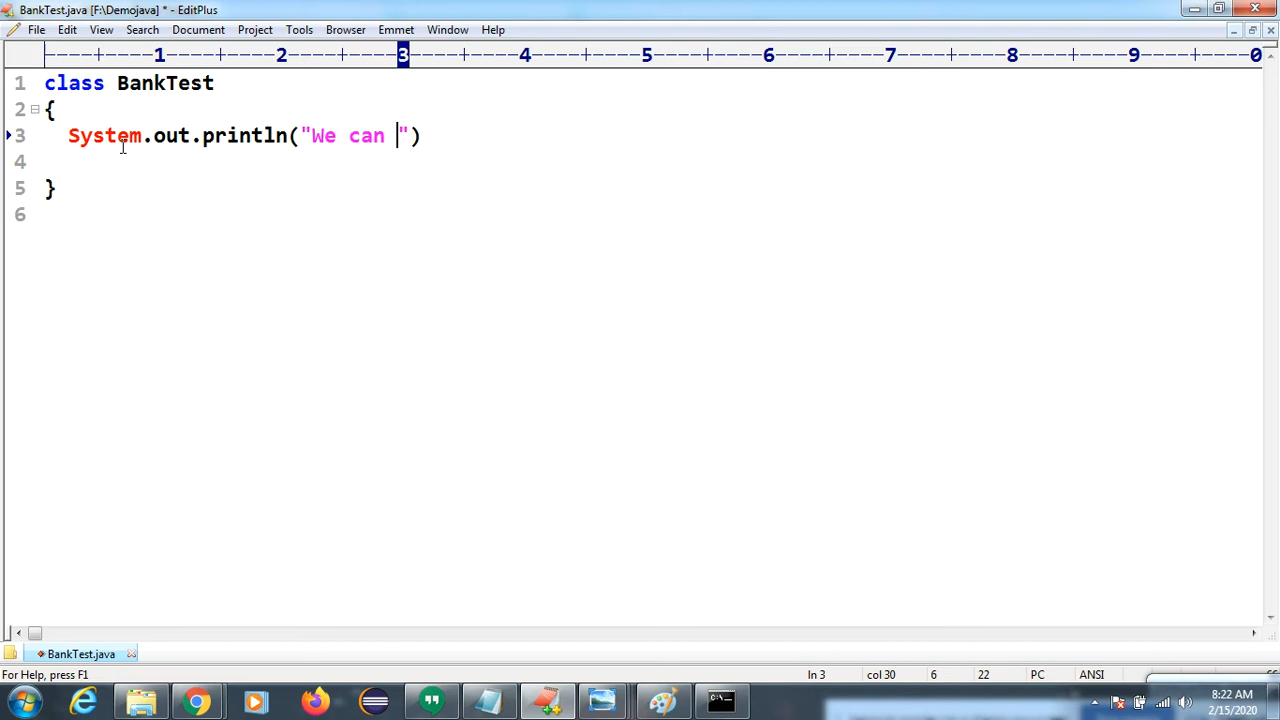 BankTest.java [F:\Demojava] * - EditPlus
File Edit View Search Document Project Tools Browser Emmet Window Help
----+----1----+----2----+----3----+----4----+----5----+----6----+----7----+----8----+----9----+----0
1 class BankTest
2 {
3 System.out.println("We can ")
4
5 }
6
BankTest.java
For Help, press F1 ln 3 col 30 6 22 PC ANSI
8:22 AM
2/15/2020